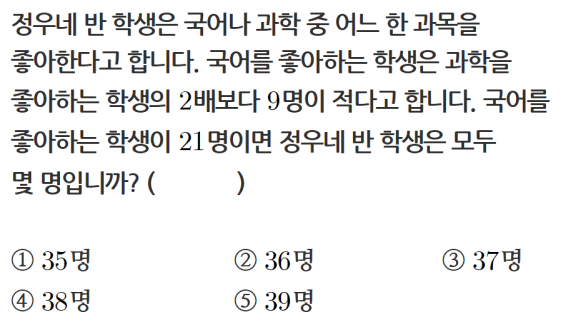 정우네 반 학생은 국어나 과학 중 어느 한 과목을
좋아한다고 합니다. 국어를 좋아하는 학생은 과학을
좋아하는 학생의 2배보다 9명이 적다고 합니다. 국어를
좋아하는 학생이 21명이면 정우네 반 학생은 모두
몇 명입니까? (          )
① 35명 ② 36명 ③ 37명
④ 38명 ⑤ 39명